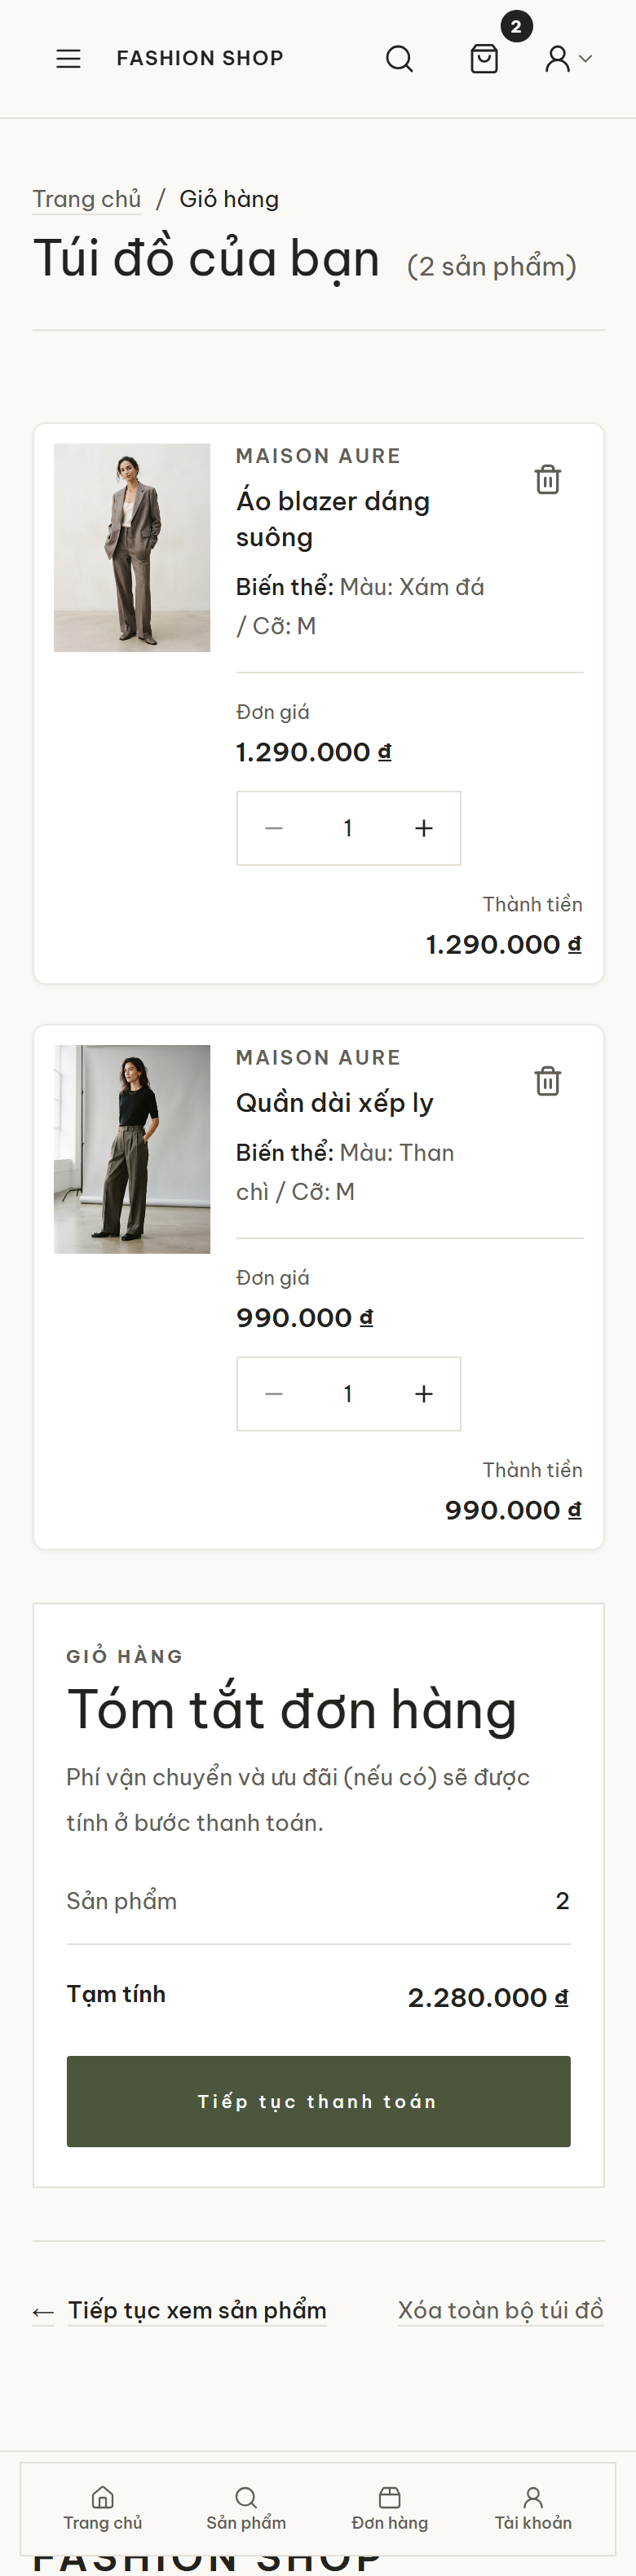 FASHION SHOP
2
Trang chủ / Giỏ hàng
Túi đồ của bạn (2 sản phẩm)
MAISON AURE
Áo blazer dáng
suông
Biến thể: Màu: Xám đá
/ Cỡ: M
Đơn giá
1.290.000 ₫
1
Thành tiền
1.290.000 ₫
MAISON AURE
Quần dài xếp ly
Biến thể: Màu: Than
chì / Cỡ: M
Đơn giá
990.000 ₫
1
Thành tiền
990.000 ₫
GIỎ HÀNG
Tóm tắt đơn hàng
Phí vận chuyển và ưu đãi (nếu có) sẽ được
tính ở bước thanh toán.
Sản phẩm 2
Tạm tính 2.280.000 ₫
Tiếp tục thanh toán
← Tiếp tục xem sản phẩm Xóa toàn bộ túi đồ
Trang chủ Sản phẩm Đơn hàng Tài khoản
FASHION SHOP